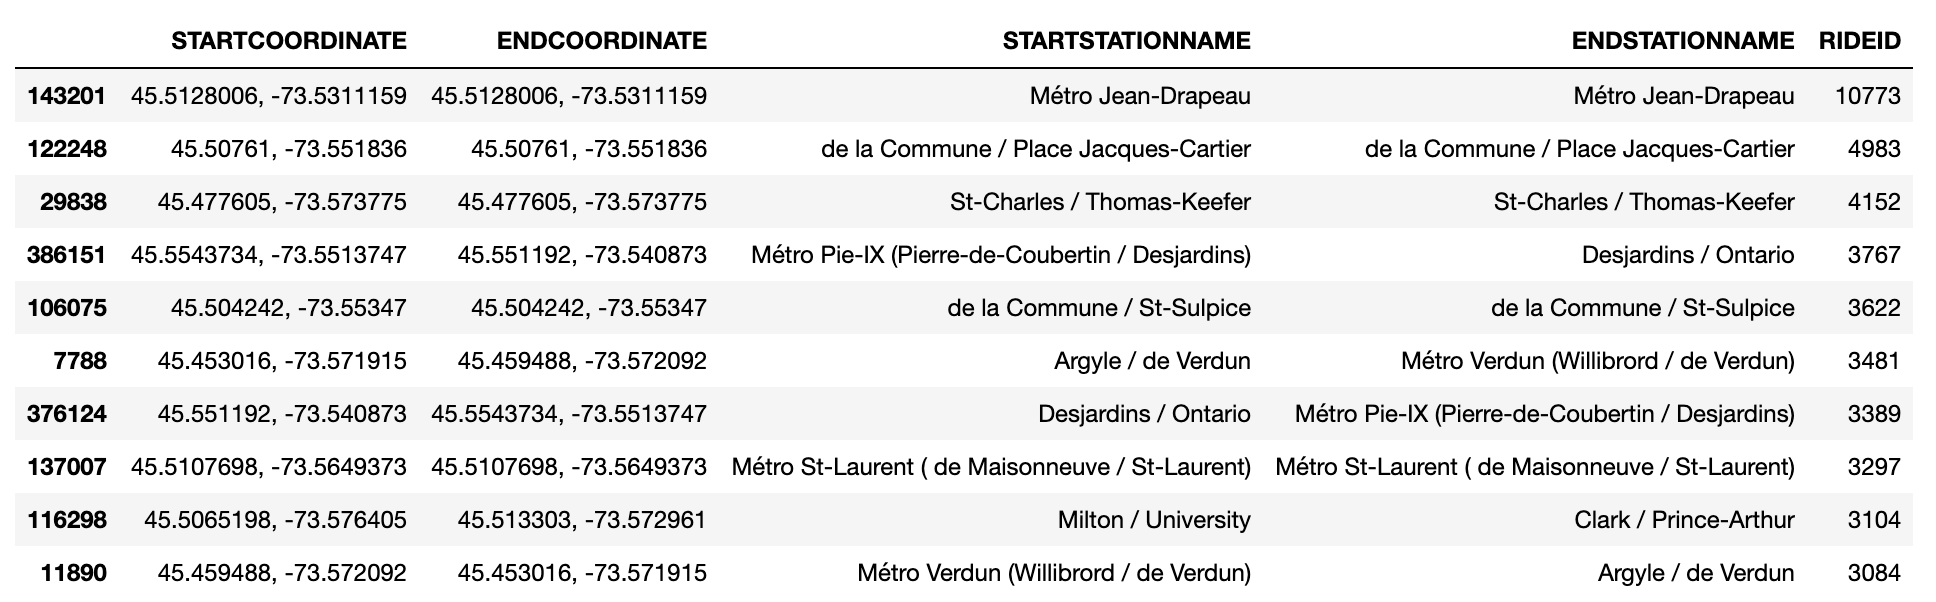 STARTCOORDINATE ENDCOORDINATE STARTSTATIONNAME ENDSTATIONNAME RIDEID
143201 45.5128006, -73.5311159 45.5128006, -73.5311159 Métro Jean-Drapeau Métro Jean-Drapeau 10773
122248 45.50761, -73.551836 45.50761, -73.551836 de la Commune / Place Jacques-Cartier de la Commune / Place Jacques-Cartier 4983
29838 45.477605, -73.573775 45.477605, -73.573775 St-Charles / Thomas-Keefer St-Charles / Thomas-Keefer 4152
386151 45.5543734, -73.5513747 45.551192, -73.540873 Métro Pie-IX (Pierre-de-Coubertin / Desjardins) Desjardins / Ontario 3767
106075 45.504242, -73.55347 45.504242, -73.55347 de la Commune / St-Sulpice de la Commune / St-Sulpice 3622
7788 45.453016, -73.571915 45.459488, -73.572092 Argyle / de Verdun Métro Verdun (Willibrord / de Verdun) 3481
376124 45.551192, -73.540873 45.5543734, -73.5513747 Desjardins / Ontario Métro Pie-IX (Pierre-de-Coubertin / Desjardins) 3389
137007 45.5107698, -73.5649373 45.5107698, -73.5649373 Métro St-Laurent ( de Maisonneuve / St-Laurent) Métro St-Laurent ( de Maisonneuve / St-Laurent) 3297
116298 45.5065198, -73.576405 45.513303, -73.572961 Milton / University Clark / Prince-Arthur 3104
11890 45.459488, -73.572092 45.453016, -73.571915 Métro Verdun (Willibrord / de Verdun) Argyle / de Verdun 3084